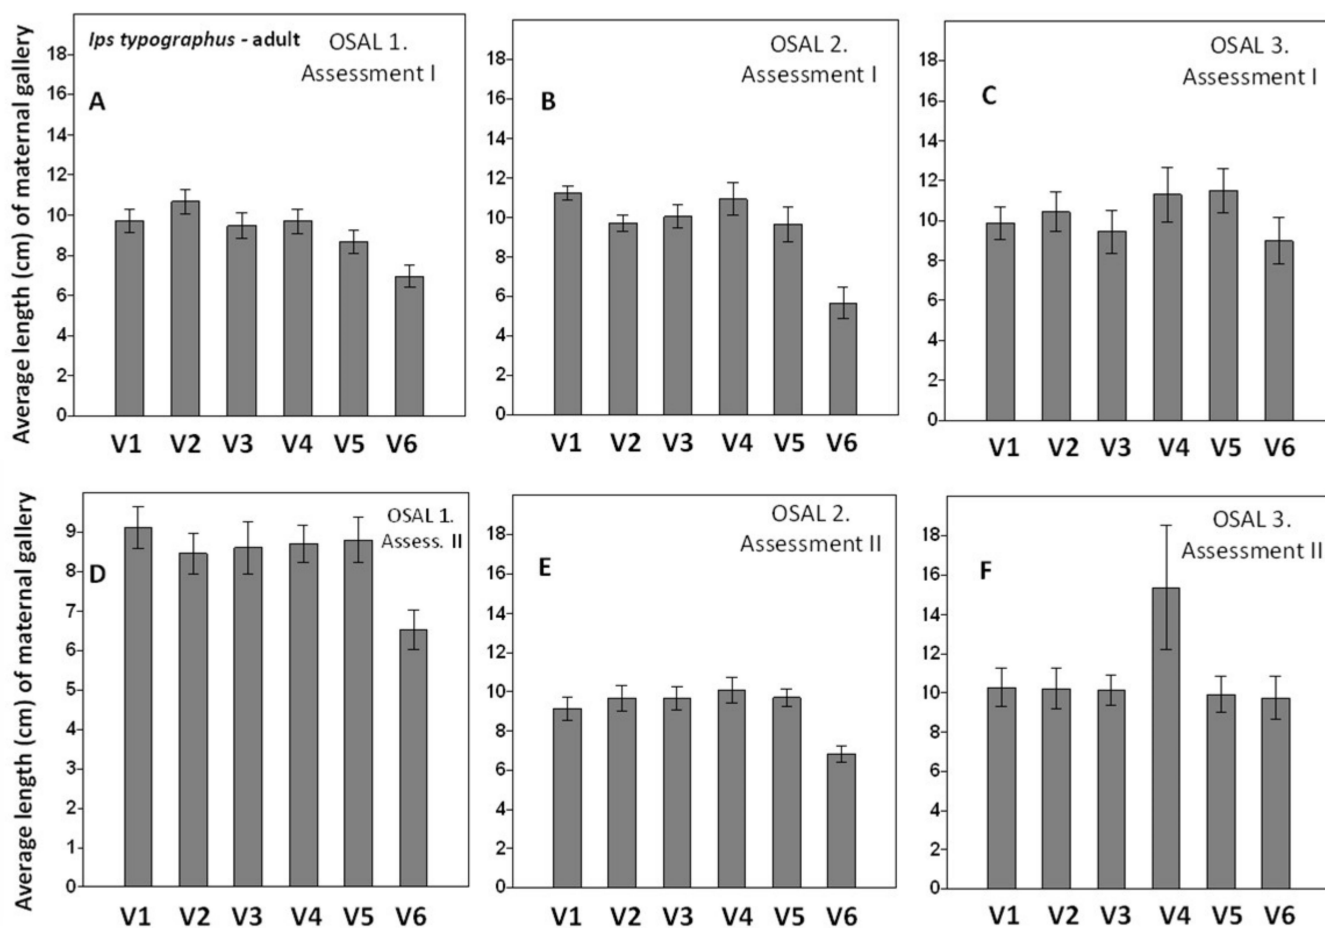 Average length (cm) of maternal gallery
Ips typographus - adult
OSAL 1.
Assessment I
A
18
16
14
12
10
8
6
4
2
0
V1 V2 V3 V4 V5 V6
OSAL 2.
Assessment I
B
18
16
14
12
10
8
6
4
2
0
V1 V2 V3 V4 V5 V6
OSAL 3.
Assessment I
C
18
16
14
12
10
8
6
4
2
0
V1 V2 V3 V4 V5 V6
Average length (cm) of maternal gallery
OSAL 1.
Assess. II
D
9
8
7
6
5
4
3
2
1
0
V1 V2 V3 V4 V5 V6
OSAL 2.
Assessment II
E
18
16
14
12
10
8
6
4
2
0
V1 V2 V3 V4 V5 V6
OSAL 3.
Assessment II
F
18
16
14
12
10
8
6
4
2
0
V1 V2 V3 V4 V5 V6